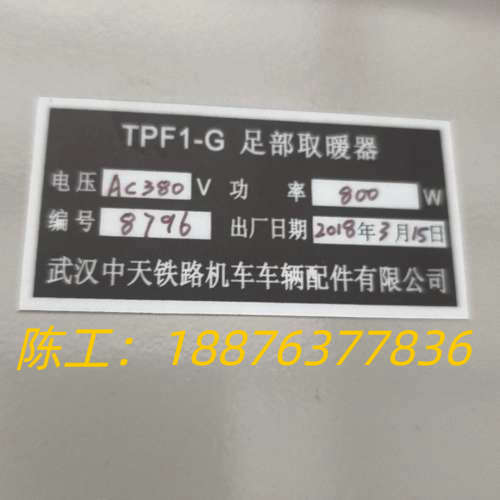 TPF1-G 足部取暖器
电压 AC380 V 功率 800 W
编号 8796 出厂日期 2018年3月15日
武汉中天铁路机车车辆配件有限公司
陈工：18876377836